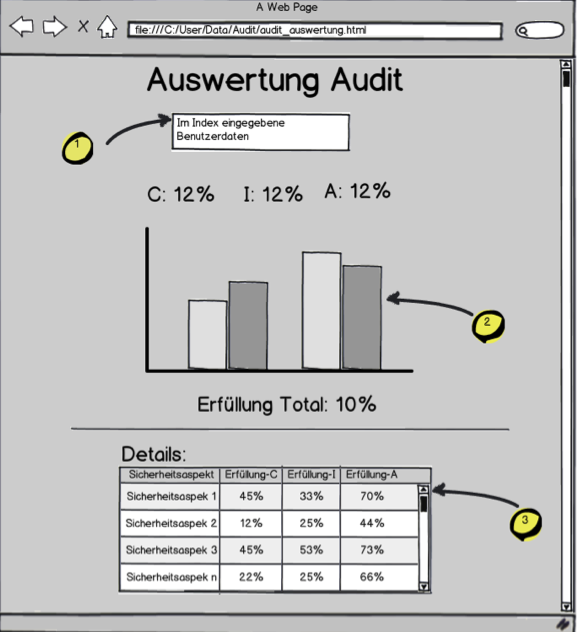 A Web Page
file:///C:/User/Data/Audit/audit_auswertung.html
Auswertung Audit
Im Index eingegebene
Benutzerdaten
1
C: 12% I: 12% A: 12%
2
Erfüllung Total: 10%
Details:
Sicherheitsaspekt Erfüllung-C Erfüllung-I Erfüllung-A
Sicherheitsaspek 1 45% 33% 70%
Sicherheitsaspek 2 12% 25% 44%
Sicherheitsaspek 3 45% 53% 73%
Sicherheitsaspek n 22% 25% 66%
3